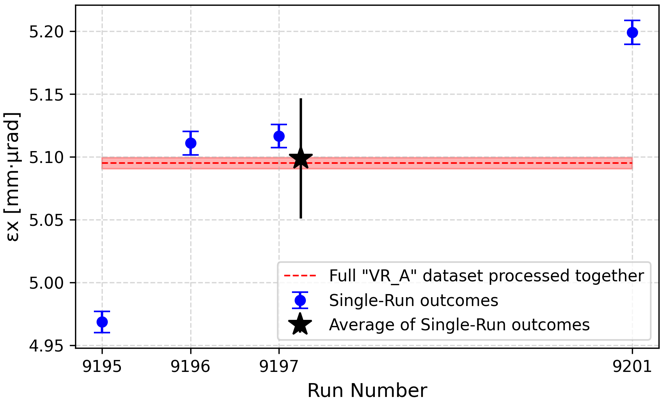 5.20
5.15
5.10
5.05
5.00
4.95
εx [mm·μrad]
Full "VR_A" dataset processed together
Single-Run outcomes
Average of Single-Run outcomes
9195 9196 9197 9201
Run Number